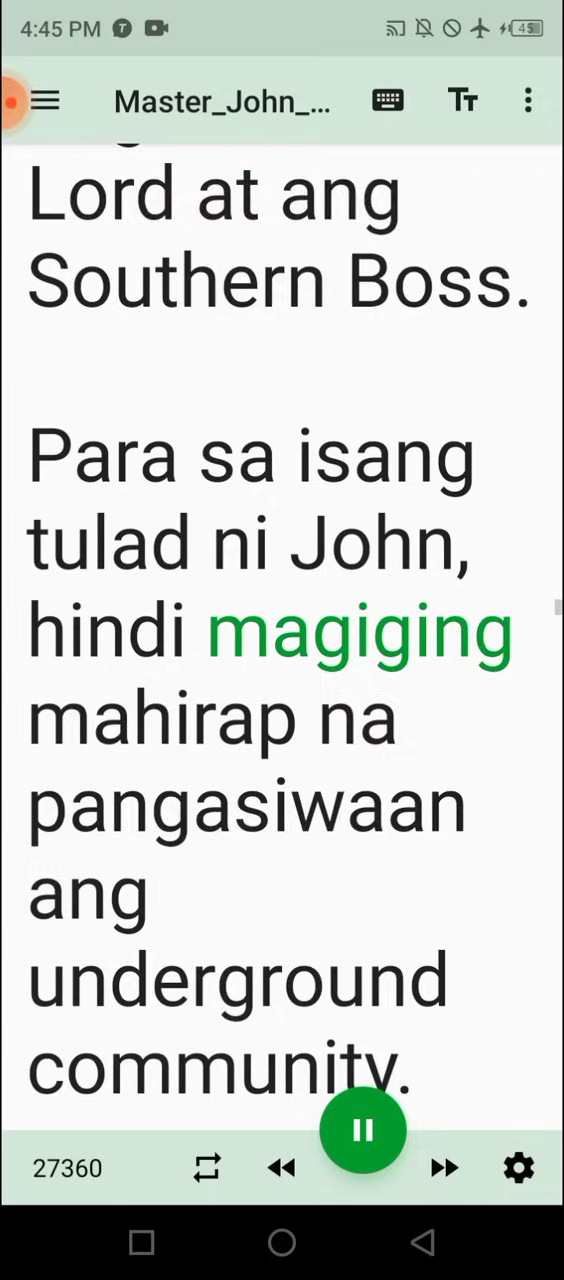 4:45 PM
45
Master_John_...
Lord at ang
Southern Boss.
Para sa isang
tulad ni John,
hindi magiging
mahirap na
pangasiwaan
ang
underground
community.
27360